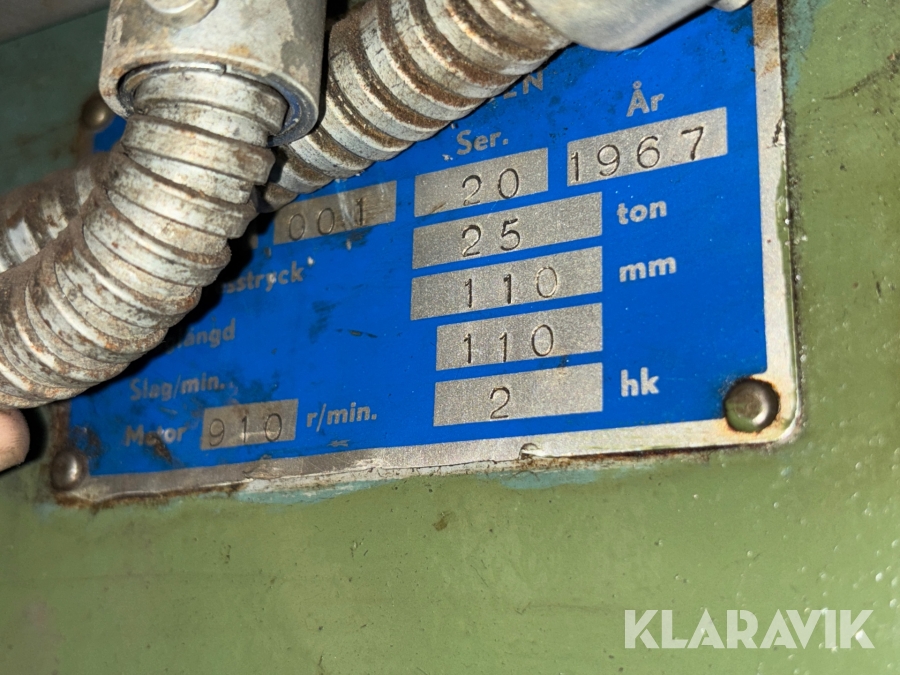 Ser. År
001 20 1967
25 ton
110 mm
110
Slag/min.
2 hk
Motor 910 r/min.
KLARAVIK